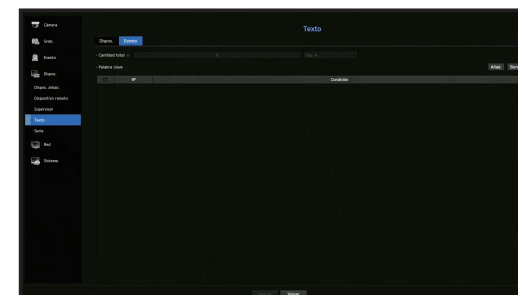 Texto
Cámara
Grab.
Evento
Dispos.
Dispos. almac.
Dispositivo remoto
Supervisar
Texto
Serie
Red
Sistema
Dispos. Evento
Cantidad total
Palabra clave
Añad.
Nº Condición
Volver